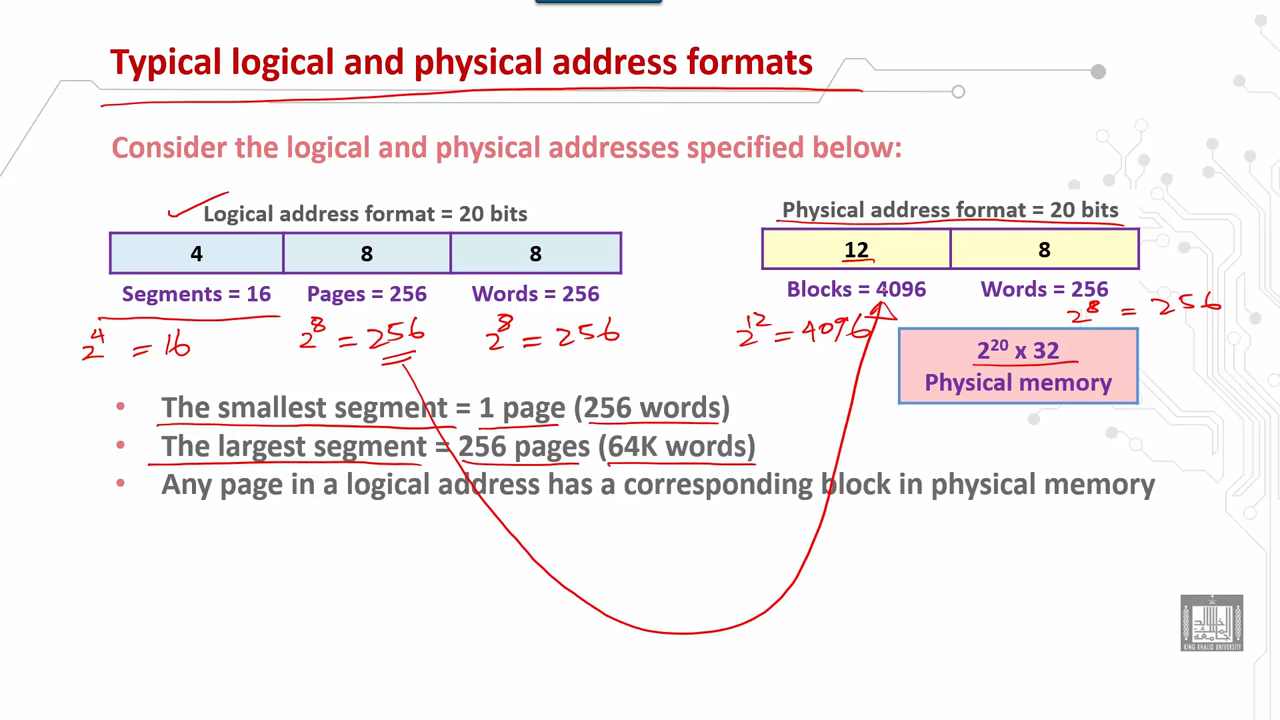 Typical logical and physical address formats
Consider the logical and physical addresses specified below:
Logical address format = 20 bits
4 8 8
Segments = 16 Pages = 256 Words = 256
2^4 = 16 2^8 = 256 2^8 = 256
Physical address format = 20 bits
12 8
Blocks = 4096 Words = 256
2^12 = 4096 2^8 = 256
2²⁰ x 32
Physical memory
• The smallest segment = 1 page (256 words)
• The largest segment = 256 pages (64K words)
• Any page in a logical address has a corresponding block in physical memory
KING KHALID UNIVERSITY